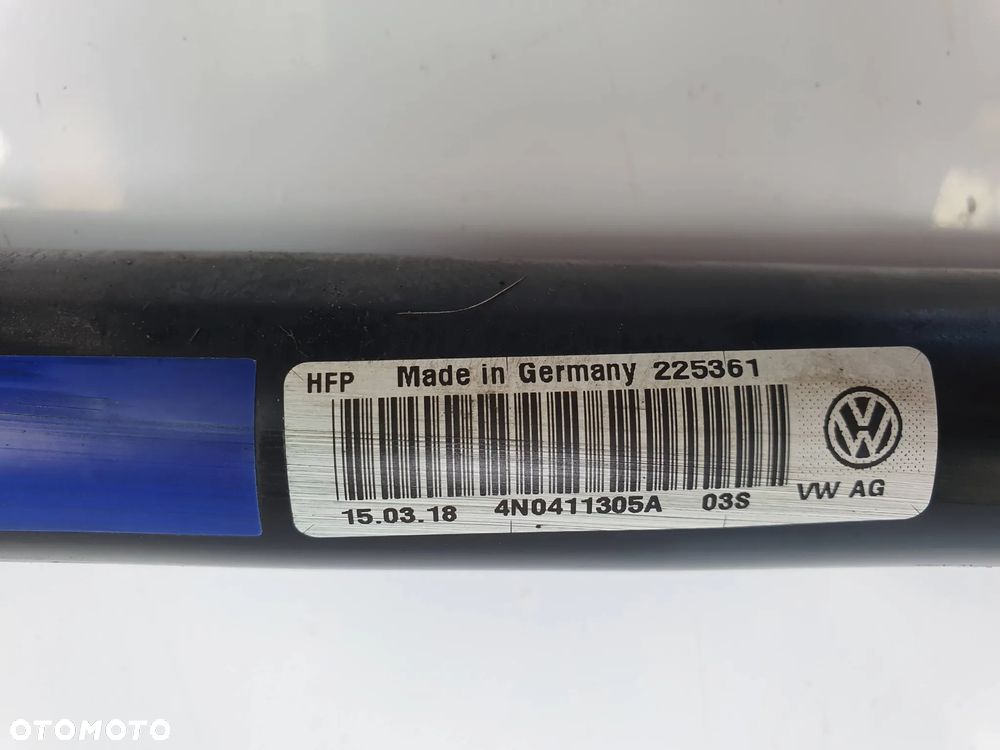 HFP Made in Germany 225361
15.03.18 4N0411305A 03S VW AG
OTOMOTO